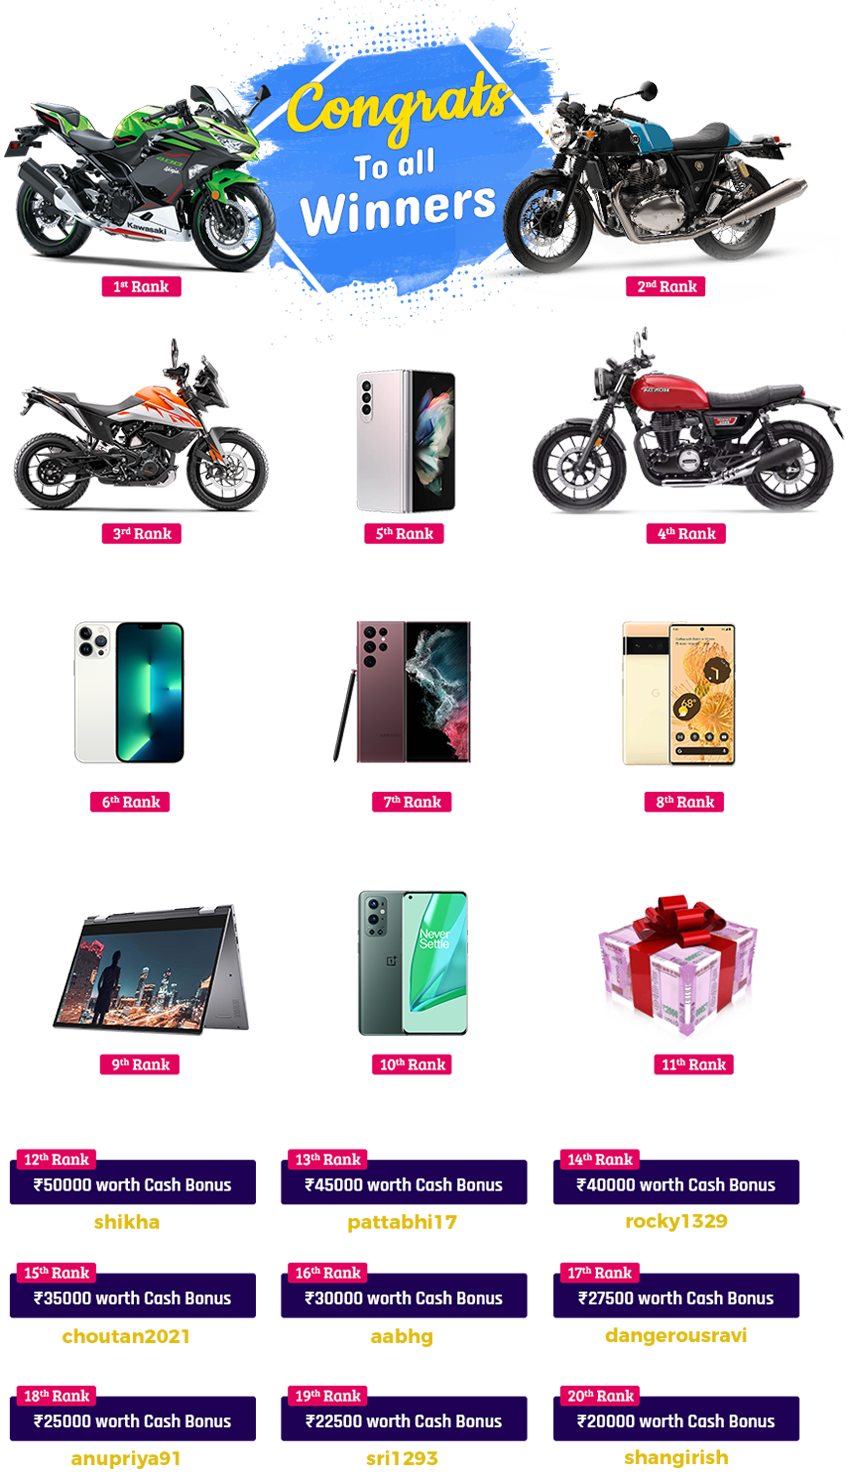 Congrats
To all
Winners
400
Ninja
Kawasaki
1st Rank
2nd Rank
HONDA
3rd Rank
5th Rank
4th Rank
68°
6th Rank
7th Rank
8th Rank
Never
Settle
9th Rank
10th Rank
11th Rank
12th Rank
₹50000 worth Cash Bonus
shikha
13th Rank
₹45000 worth Cash Bonus
pattabhi17
14th Rank
₹40000 worth Cash Bonus
rocky1329
15th Rank
₹35000 worth Cash Bonus
choutan2021
16th Rank
₹30000 worth Cash Bonus
aabhg
17th Rank
₹27500 worth Cash Bonus
dangerousravi
18th Rank
₹25000 worth Cash Bonus
anupriya91
19th Rank
₹22500 worth Cash Bonus
sri1293
20th Rank
₹20000 worth Cash Bonus
shangirish